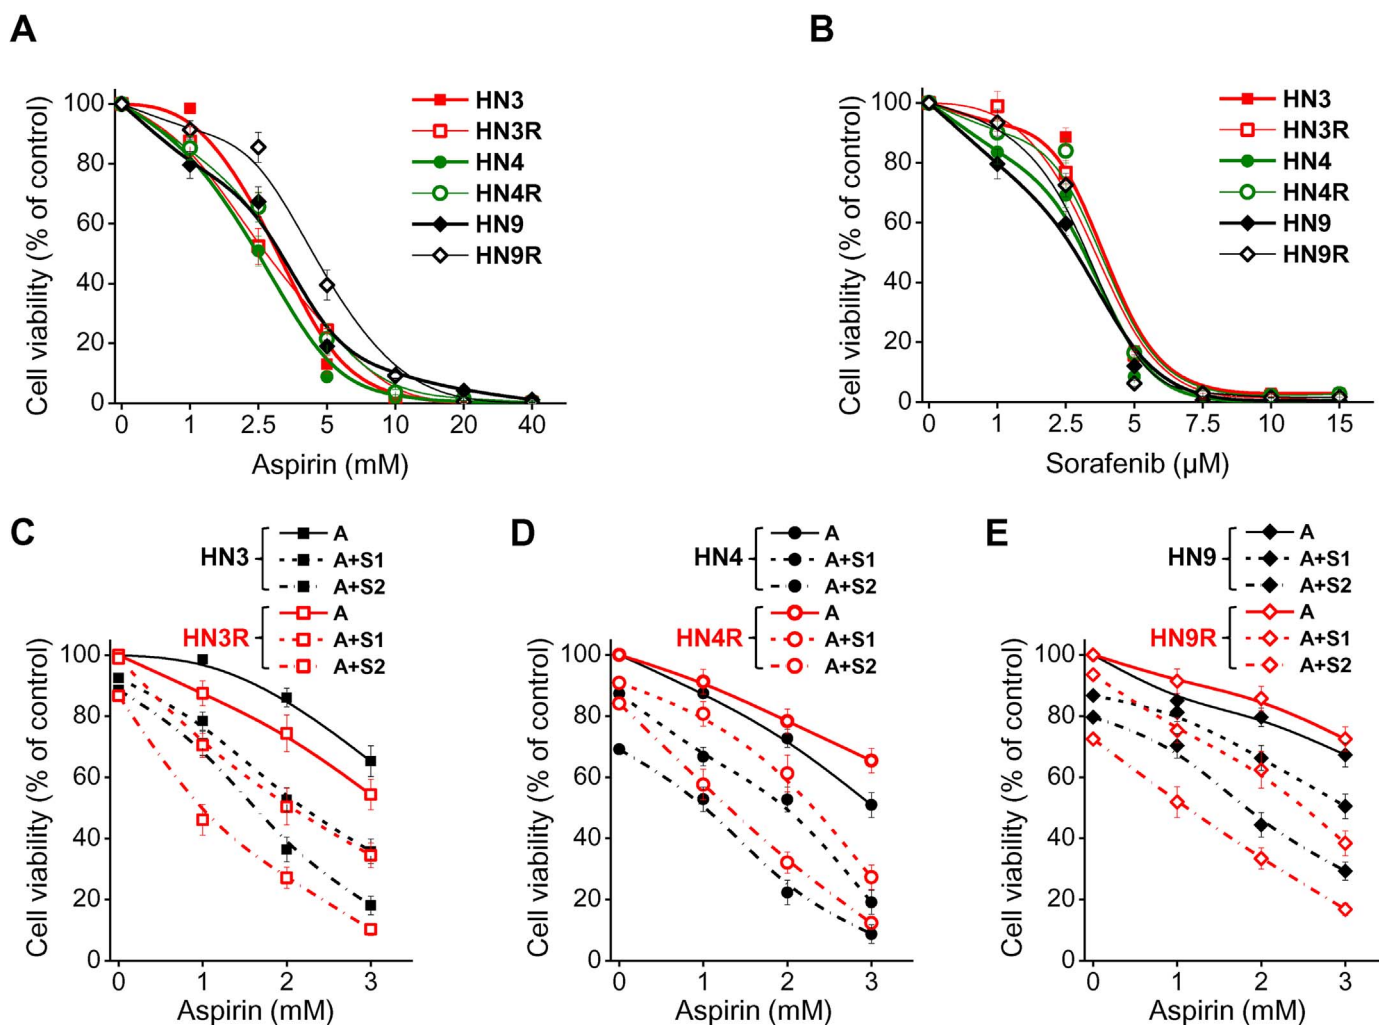 A
Cell viability (% of control)
100
80
60
40
20
0
0 1 2.5 5 10 20 40
Aspirin (mM)
HN3
HN3R
HN4
HN4R
HN9
HN9R
B
Cell viability (% of control)
100
80
60
40
20
0
0 1 2.5 5 7.5 10 15
Sorafenib (µM)
HN3
HN3R
HN4
HN4R
HN9
HN9R
C
HN3
A
A+S1
A+S2
HN3R
A
A+S1
A+S2
Cell viability (% of control)
100
80
60
40
20
0
0 1 2 3
Aspirin (mM)
D
HN4
A
A+S1
A+S2
HN4R
A
A+S1
A+S2
Cell viability (% of control)
100
80
60
40
20
0
0 1 2 3
Aspirin (mM)
E
HN9
A
A+S1
A+S2
HN9R
A
A+S1
A+S2
Cell viability (% of control)
100
80
60
40
20
0
0 1 2 3
Aspirin (mM)